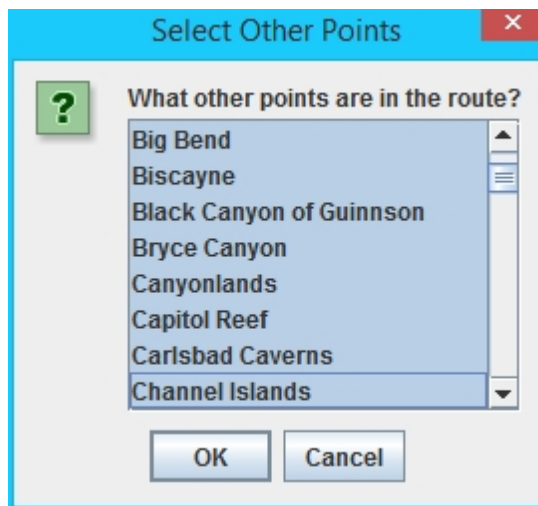 Select Other Points
What other points are in the route?
Big Bend
Biscayne
Black Canyon of Guinnson
Bryce Canyon
Canyonlands
Capitol Reef
Carlsbad Caverns
Channel Islands
OK
Cancel